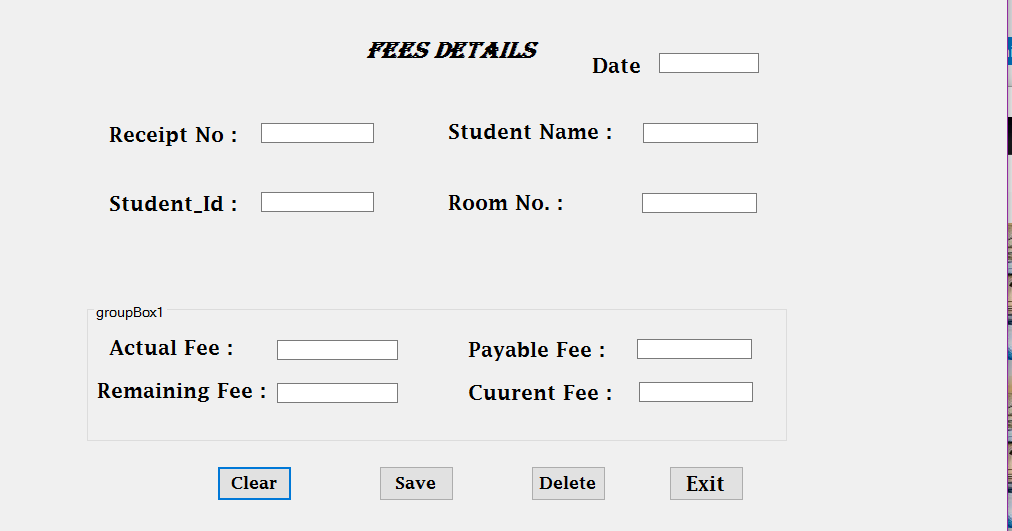 FEES DETAILS
Date
Receipt No :
Student Name :
Student_Id :
Room No. :
groupBox1
Actual Fee :
Payable Fee :
Remaining Fee :
Cuurent Fee :
Clear
Save
Delete
Exit